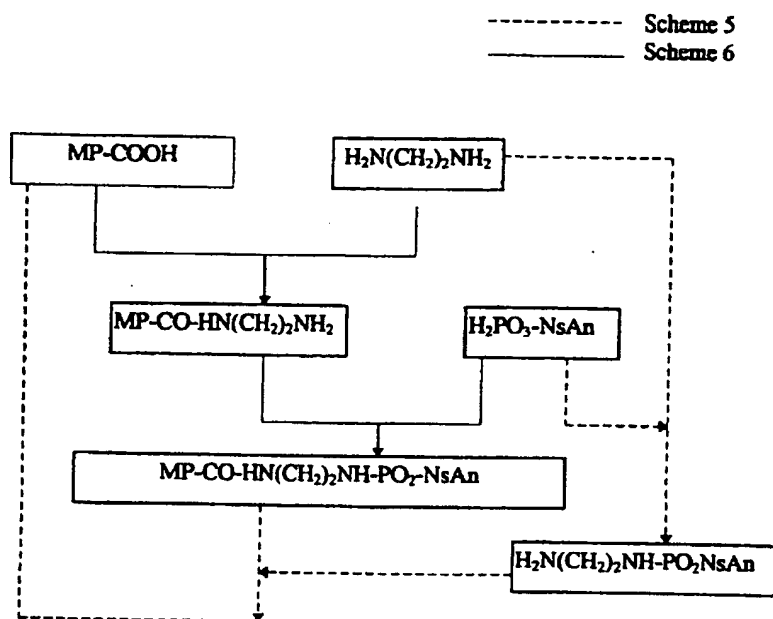 Scheme 5
Scheme 6
MP-COOH
H₂N(CH₂)₂NH₂
MP-CO-HN(CH₂)₂NH₂
H₂PO₃-NsAn
MP-CO-HN(CH₂)₂NH-PO₂-NsAn
H₂N(CH₂)₂NH-PO₂NsAn